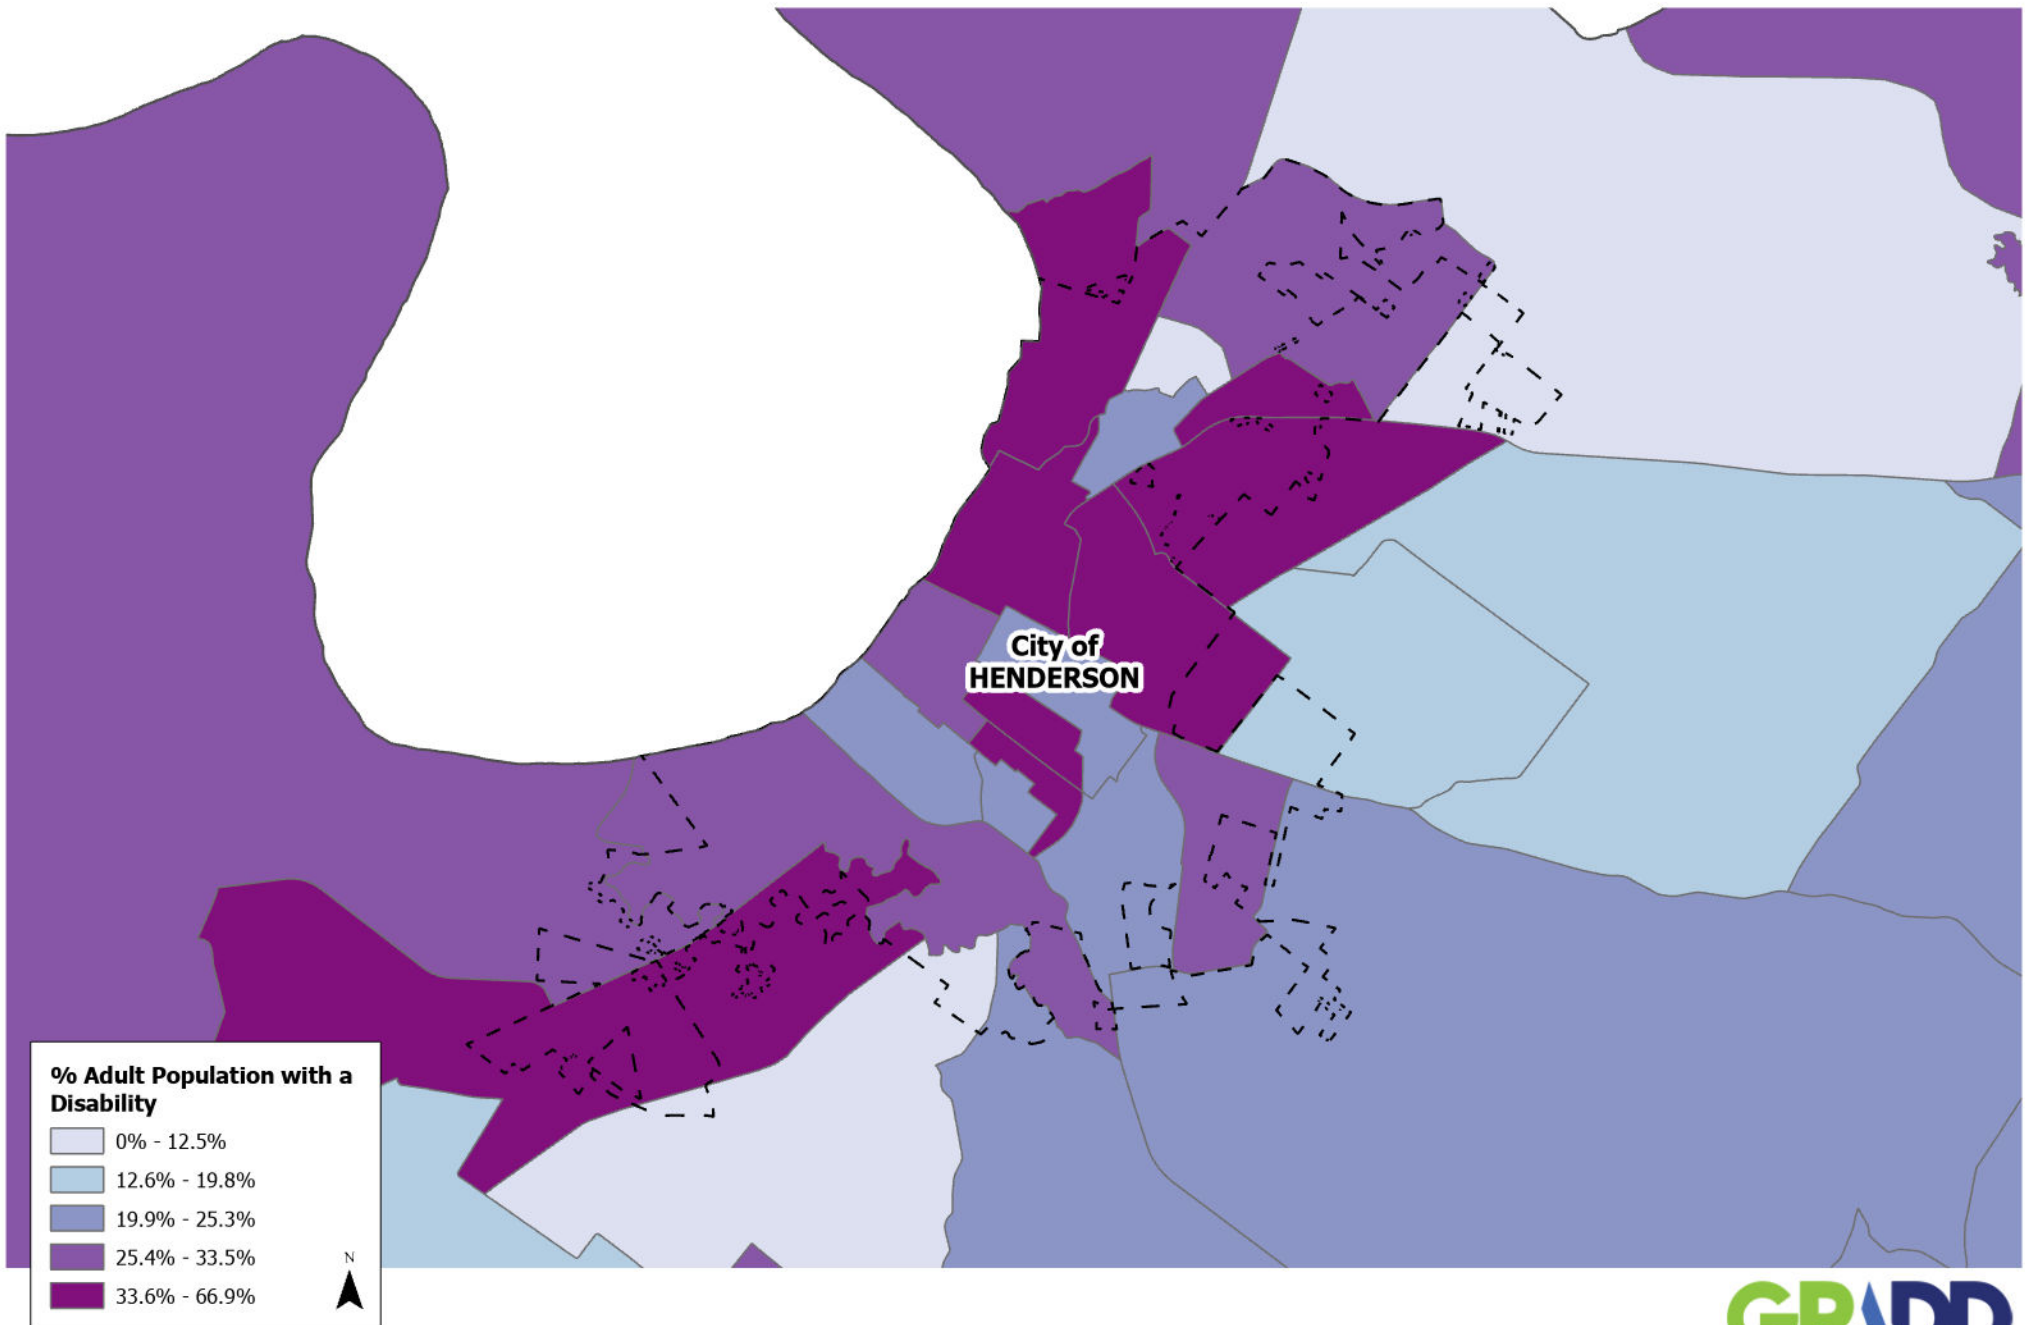 City of
HENDERSON
% Adult Population with a
Disability
0% - 12.5%
12.6% - 19.8%
19.9% - 25.3%
25.4% - 33.5%
33.6% - 66.9%
N
GRADD